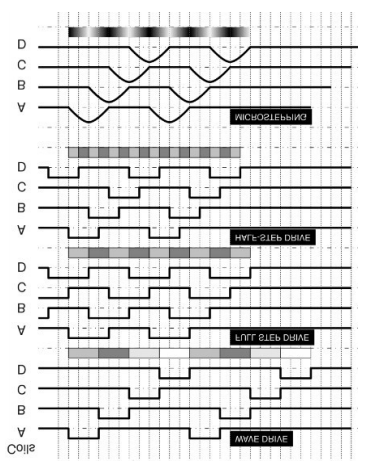 Coils
A WAVE DRIVE
B
C
D
A FULL STEP DRIVE
B
C
D
A HALF-STEP DRIVE
B
C
D
A MICROSTEPPING
B
C
D